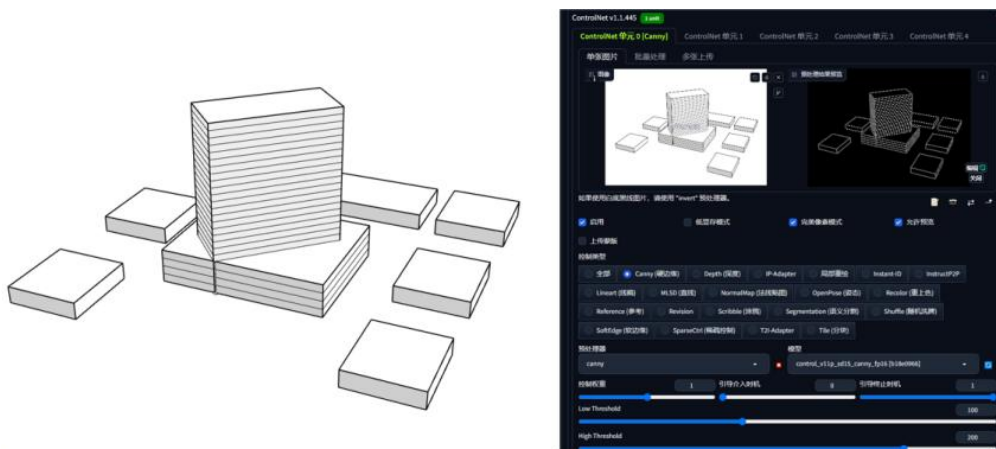 ControlNet v1.1.445 1 unit
ControlNet 单元 0 [Canny] ControlNet 单元 1 ControlNet 单元 2 ControlNet 单元 3 ControlNet 单元 4
单张图片 批量处理 多张上传
图像 预处理结果预览
编辑
关闭
如果使用白底黑线图片，请使用 "invert" 预处理器。
启用 低显存模式 完美像素模式 允许预览
上传蒙版
控制类型
全部 Canny (硬边缘) Depth (深度) IP-Adapter 局部重绘 Instant-ID InstructP2P
Lineart (线稿) MLSD (直线) NormalMap (法线贴图) OpenPose (姿态) Recolor (重上色)
Reference (参考) Revision Scribble (涂鸦) Segmentation (语义分割) Shuffle (随机洗牌)
SoftEdge (软边缘) SparseCtrl (稀疏控制) T2I-Adapter Tile (分块)
预处理器 模型
canny control_v11p_sd15_canny_fp16 [b18e0966]
控制权重 1 引导介入时机 0 引导终止时机 1
Low Threshold 100
High Threshold 200